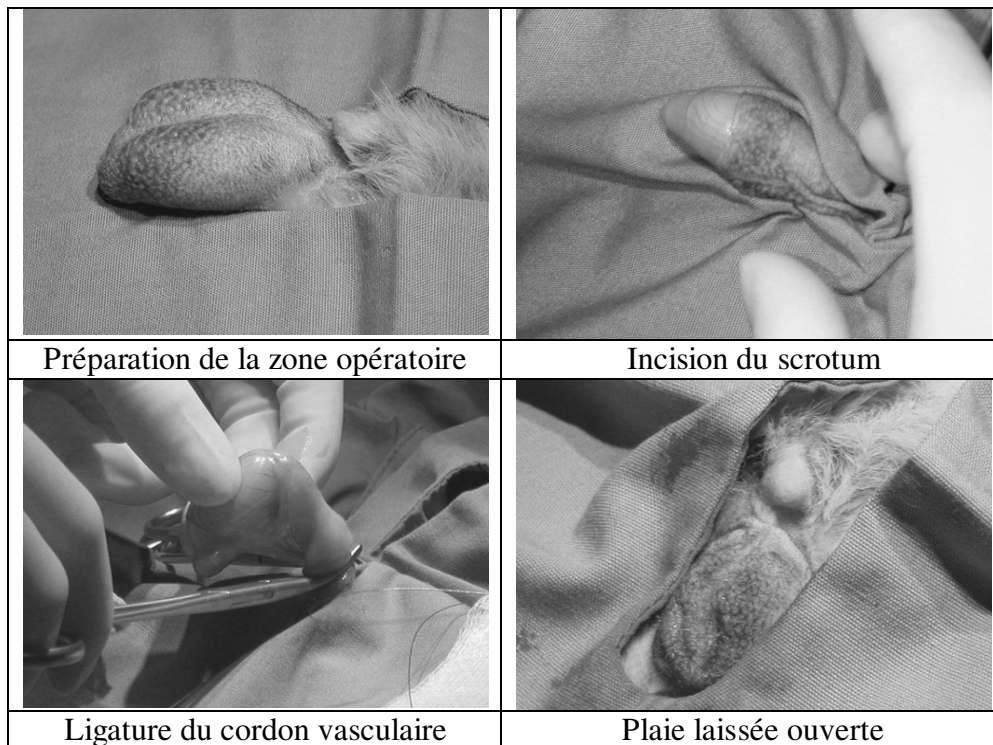 Préparation de la zone opératoire
Incision du scrotum
Ligature du cordon vasculaire
Plaie laissée ouverte